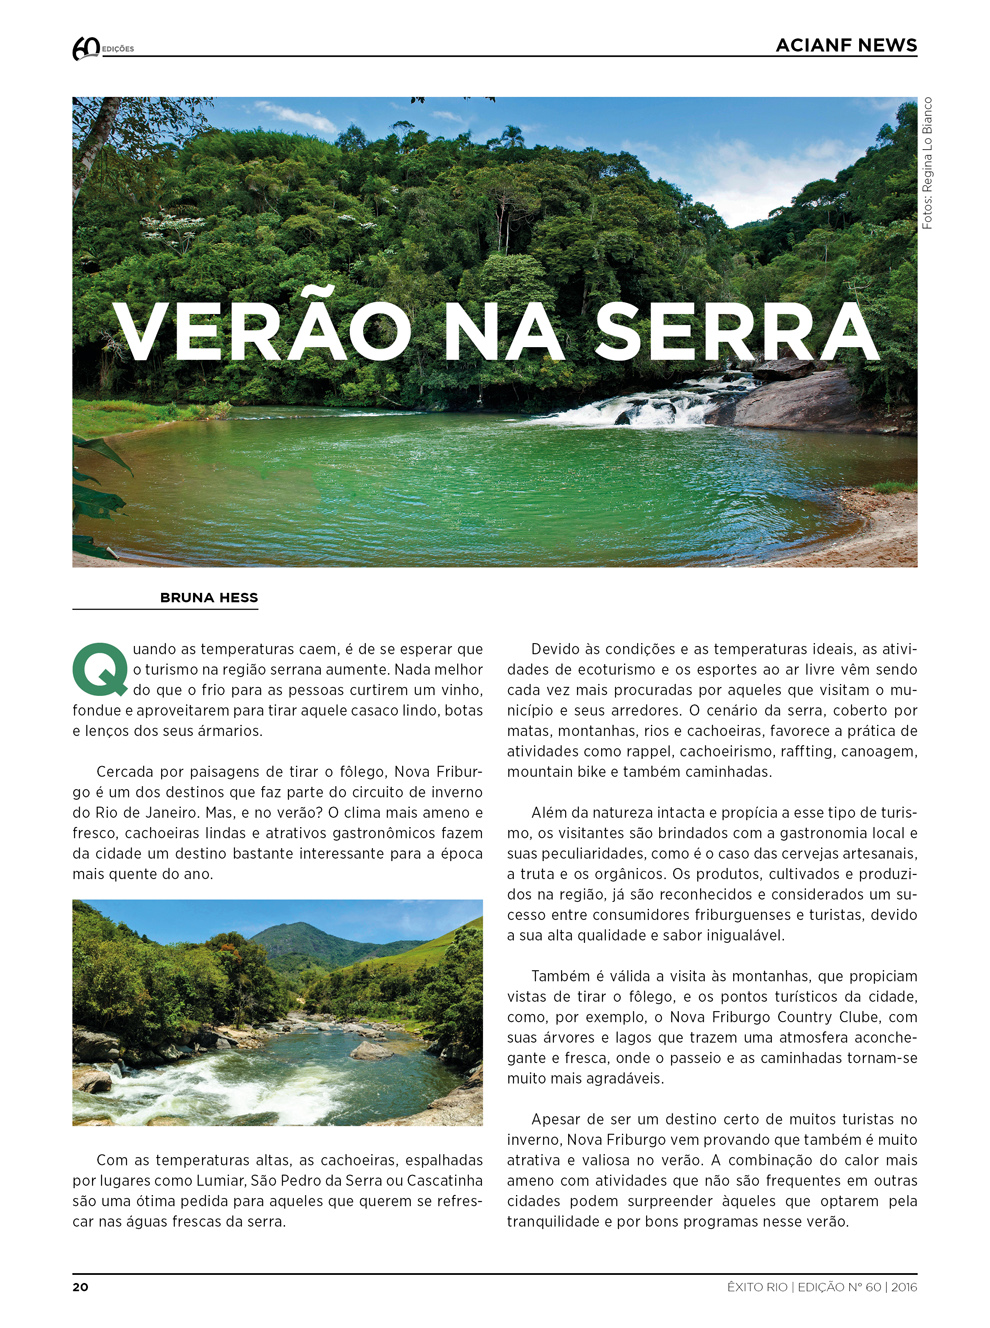 60 EDIÇÕES
ACIANF NEWS
Fotos: Regina Lo Bianco
VERÃO NA SERRA
BRUNA HESS
Quando as temperaturas caem, é de se esperar que
o turismo na região serrana aumente. Nada melhor
do que o frio para as pessoas curtirem um vinho,
fondue e aproveitarem para tirar aquele casaco lindo, botas
e lenços dos seus ármarios.
Cercada por paisagens de tirar o fôlego, Nova Fribur-
go é um dos destinos que faz parte do circuito de inverno
do Rio de Janeiro. Mas, e no verão? O clima mais ameno e
fresco, cachoeiras lindas e atrativos gastronômicos fazem
da cidade um destino bastante interessante para a época
mais quente do ano.
Com as temperaturas altas, as cachoeiras, espalhadas
por lugares como Lumiar, São Pedro da Serra ou Cascatinha
são uma ótima pedida para aqueles que querem se refres-
car nas águas frescas da serra.
Devido às condições e as temperaturas ideais, as ativi-
dades de ecoturismo e os esportes ao ar livre vêm sendo
cada vez mais procuradas por aqueles que visitam o mu-
nicípio e seus arredores. O cenário da serra, coberto por
matas, montanhas, rios e cachoeiras, favorece a prática de
atividades como rappel, cachoeirismo, raffting, canoagem,
mountain bike e também caminhadas.
Além da natureza intacta e propícia a esse tipo de turis-
mo, os visitantes são brindados com a gastronomia local e
suas peculiaridades, como é o caso das cervejas artesanais,
a truta e os orgânicos. Os produtos, cultivados e produzi-
dos na região, já são reconhecidos e considerados um su-
cesso entre consumidores friburguenses e turistas, devido
a sua alta qualidade e sabor inigualável.
Também é válida a visita às montanhas, que propiciam
vistas de tirar o fôlego, e os pontos turísticos da cidade,
como, por exemplo, o Nova Friburgo Country Clube, com
suas árvores e lagos que trazem uma atmosfera aconche-
gante e fresca, onde o passeio e as caminhadas tornam-se
muito mais agradáveis.
Apesar de ser um destino certo de muitos turistas no
inverno, Nova Friburgo vem provando que também é muito
atrativa e valiosa no verão. A combinação do calor mais
ameno com atividades que não são frequentes em outras
cidades podem surpreender àqueles que optarem pela
tranquilidade e por bons programas nesse verão.
20
ÊXITO RIO | EDIÇÃO Nº 60 | 2016